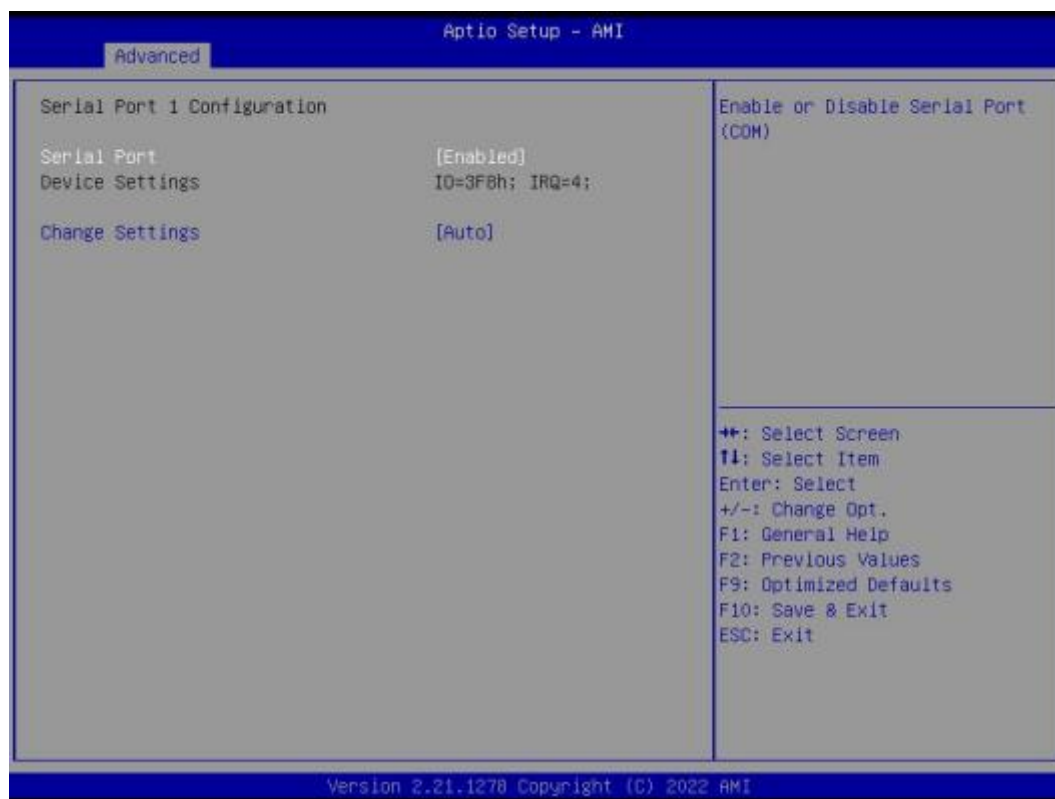 Aptio Setup - AMI
Advanced
Serial Port 1 Configuration
Serial Port [Enabled]
Device Settings IO=3F8h; IRQ=4;
Change Settings [Auto]
Enable or Disable Serial Port
(COM)
→←: Select Screen
↑↓: Select Item
Enter: Select
+/-: Change Opt.
F1: General Help
F2: Previous Values
F9: Optimized Defaults
F10: Save & Exit
ESC: Exit
Version 2.21.1278 Copyright (C) 2022 AMI